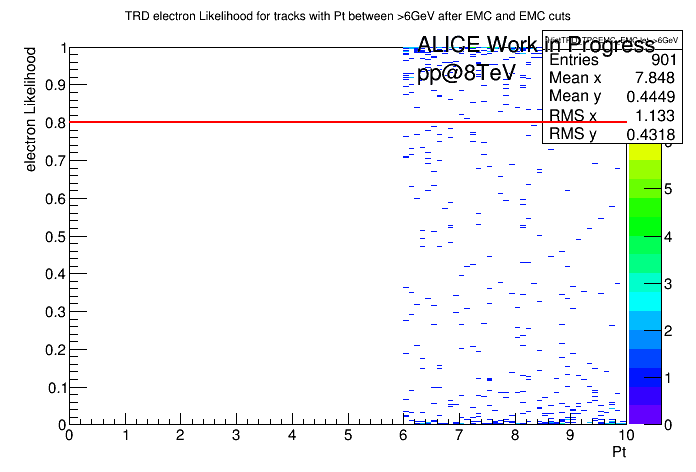 TRD electron Likelihood for tracks with Pt between >6GeV after EMC and EMC cuts
ALICE Work in Progress
pp@8TeV
Entries 901
Mean x 7.848
Mean y 0.4449
RMS x 1.133
RMS y 0.4318
electron Likelihood
1
0.9
0.8
0.7
0.6
0.5
0.4
0.3
0.2
0.1
0
0 1 2 3 4 5 6 7 8 9 10
Pt
5
4
3
2
1
0